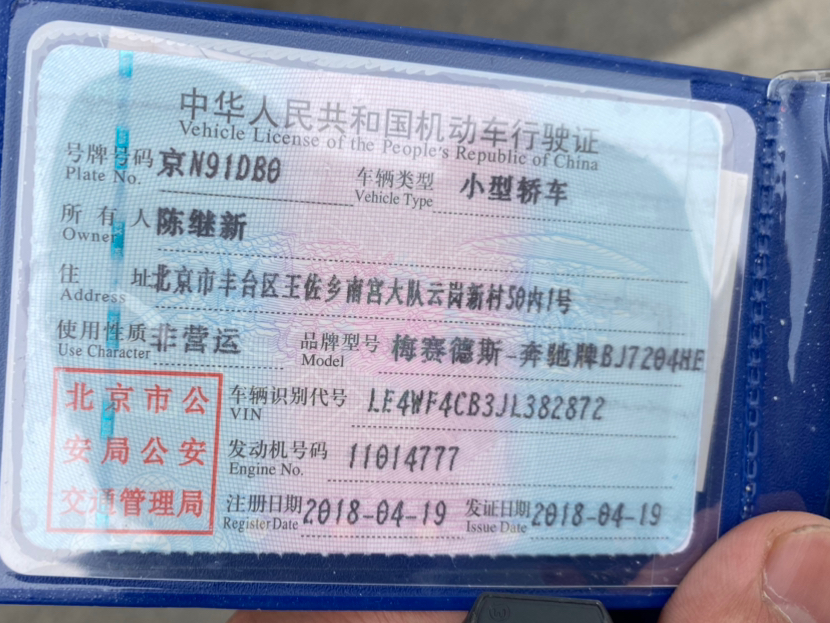 中华人民共和国机动车行驶证
Vehicle License of the People's Republic of China
号牌号码 京N91DB0 车辆类型 小型轿车
Plate No. Vehicle Type
所有人 陈继新
Owner
住址 北京市丰台区王佐乡南宫大队云岗新村50内1号
Address
使用性质 非营运 品牌型号 梅赛德斯-奔驰牌BJ7204HE
Use Character Model
北京市公
安局公安
交通管理局
车辆识别代号 LE4WF4CB3JL382872
VIN
发动机号码 11014777
Engine No.
注册日期 2018-04-19 发证日期 2018-04-19
Register Date Issue Date